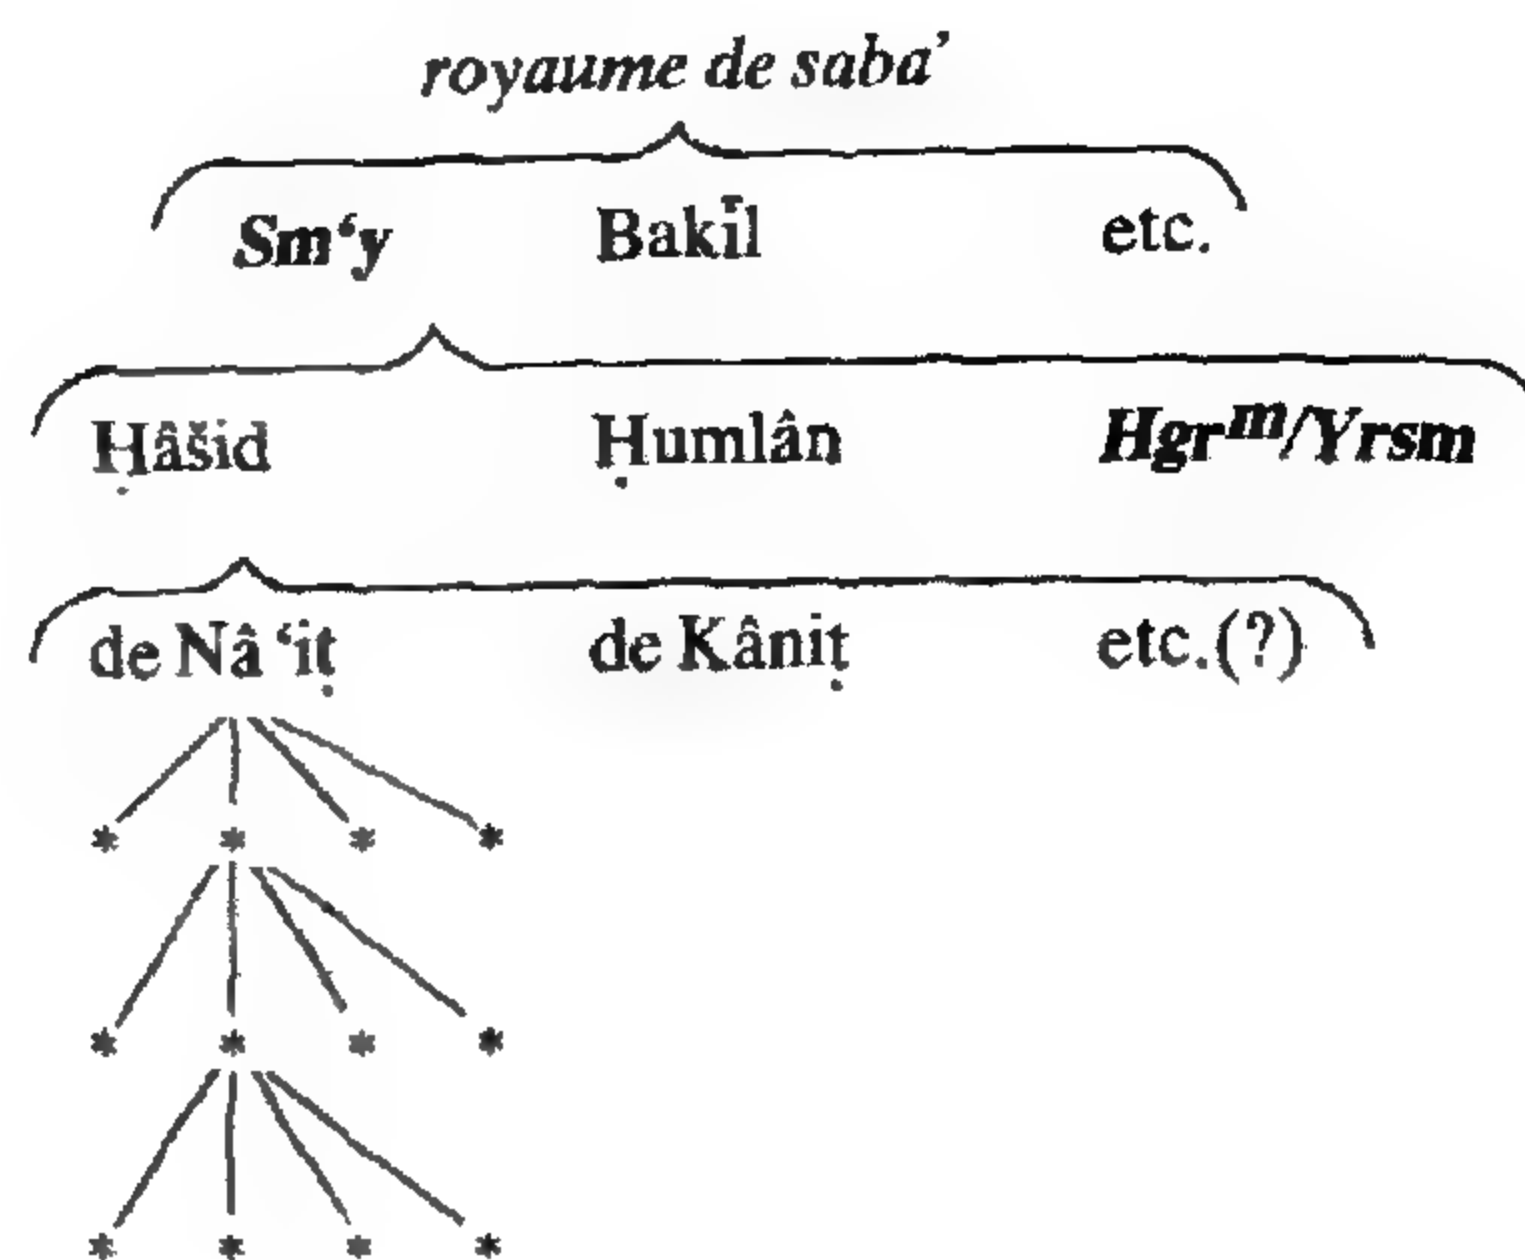 royaume de saba’
Sm‘y Bakīl etc.
Ḥâšid Ḥumlân Hgrᵐ/Yrsm
de Nâ‘iṭ de Kâniṭ etc.(?)
* * * *
* * * *
* * * *